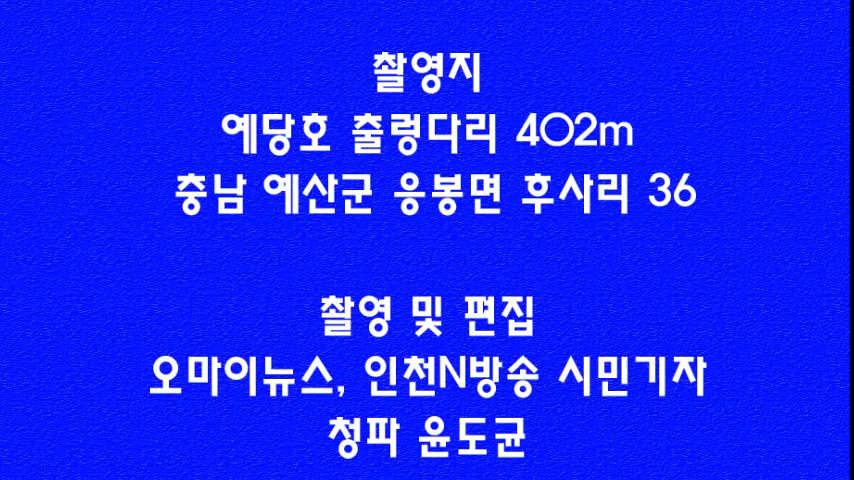 촬영지
예당호 출렁다리 402m
충남 예산군 응봉면 후사리 36
촬영 및 편집
오마이뉴스, 인천N방송 시민기자
청파 윤도균